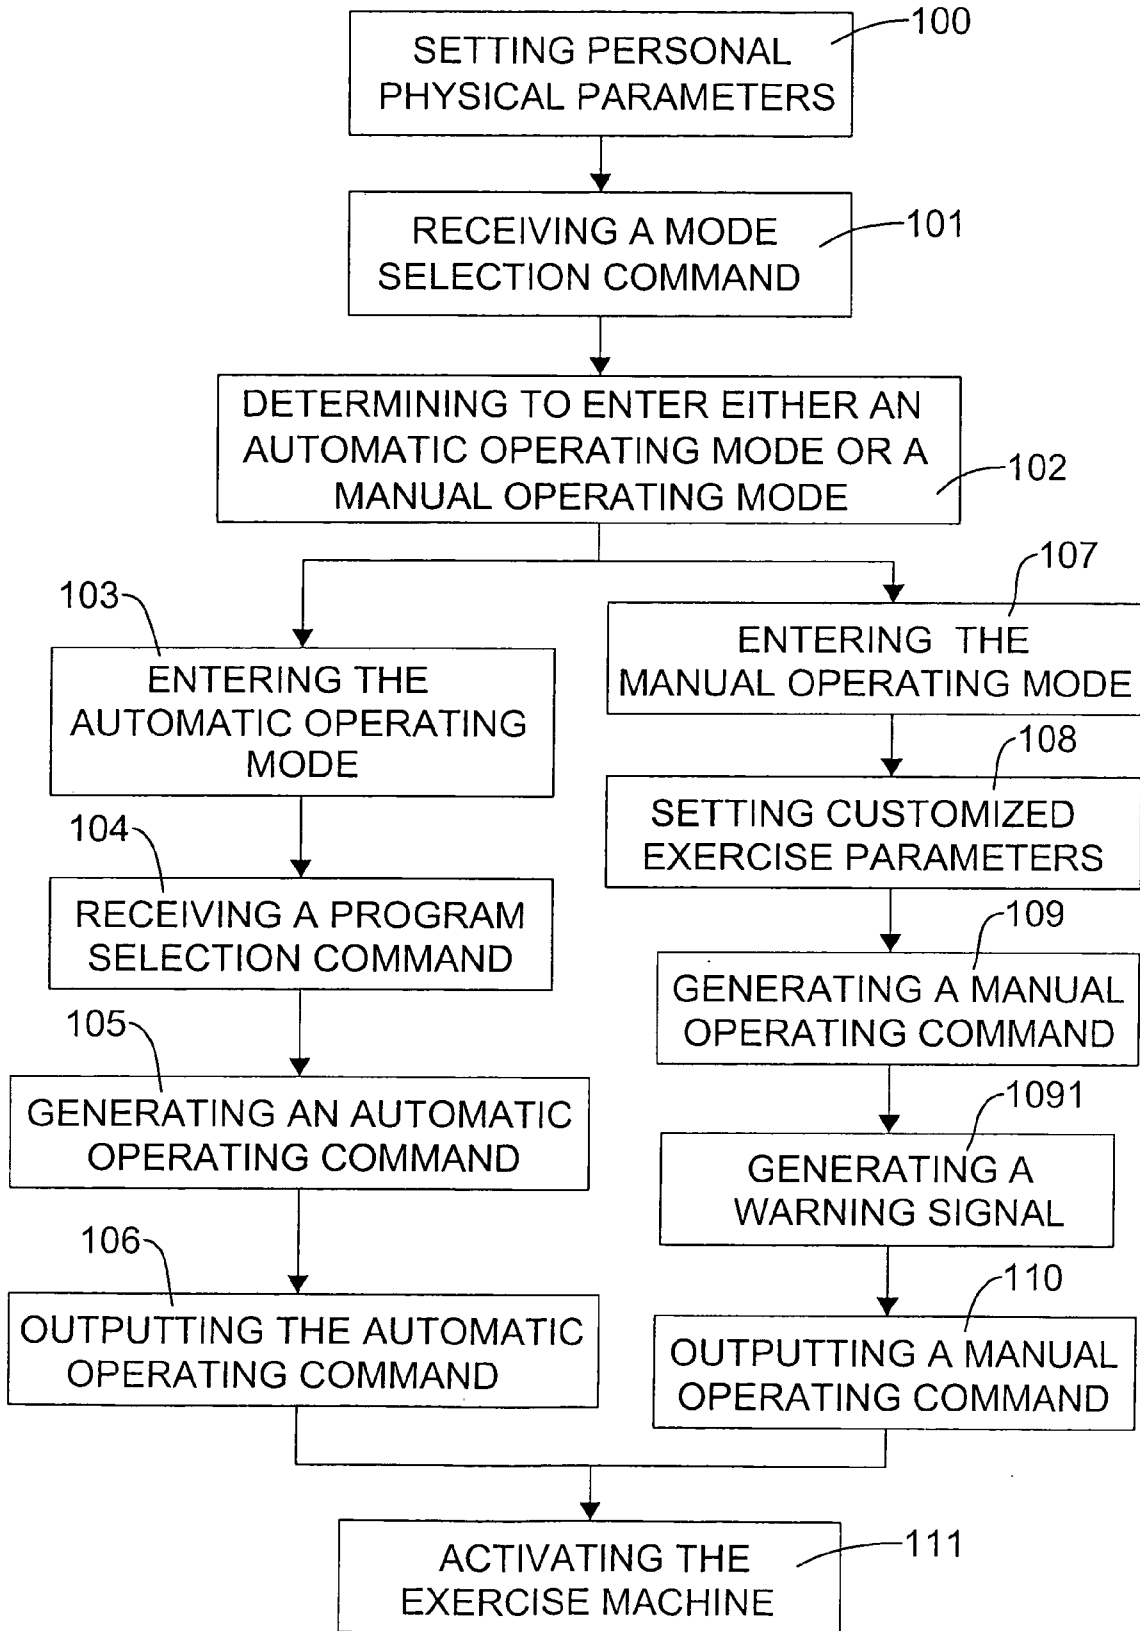 100
SETTING PERSONAL
PHYSICAL PARAMETERS
101
RECEIVING A MODE
SELECTION COMMAND
DETERMINING TO ENTER EITHER AN
AUTOMATIC OPERATING MODE OR A
MANUAL OPERATING MODE
102
103
ENTERING THE
AUTOMATIC OPERATING
MODE
104
RECEIVING A PROGRAM
SELECTION COMMAND
105
GENERATING AN AUTOMATIC
OPERATING COMMAND
106
OUTPUTTING THE AUTOMATIC
OPERATING COMMAND
107
ENTERING THE
MANUAL OPERATING MODE
108
SETTING CUSTOMIZED
EXERCISE PARAMETERS
109
GENERATING A MANUAL
OPERATING COMMAND
1091
GENERATING A
WARNING SIGNAL
110
OUTPUTTING A MANUAL
OPERATING COMMAND
111
ACTIVATING THE
EXERCISE MACHINE